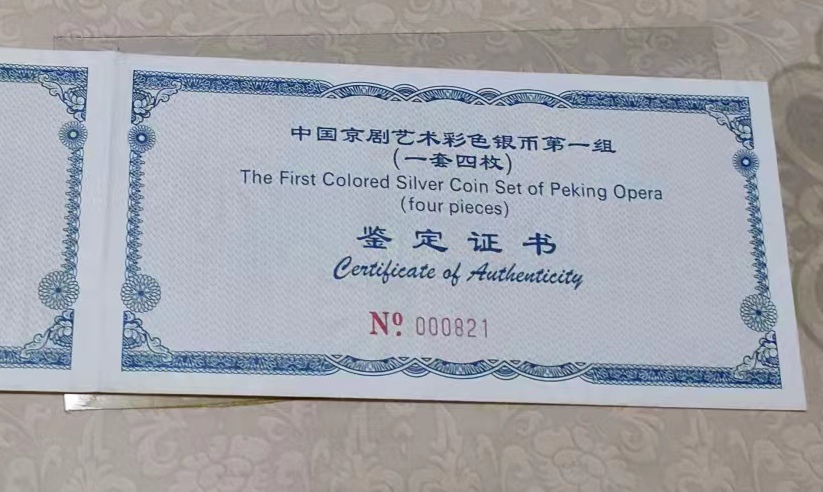 中国京剧艺术彩色银币第一组
(一套四枚)
The First Colored Silver Coin Set of Peking Opera
(four pieces)
鉴定证书
Certificate of Authenticity
Nº. 000821